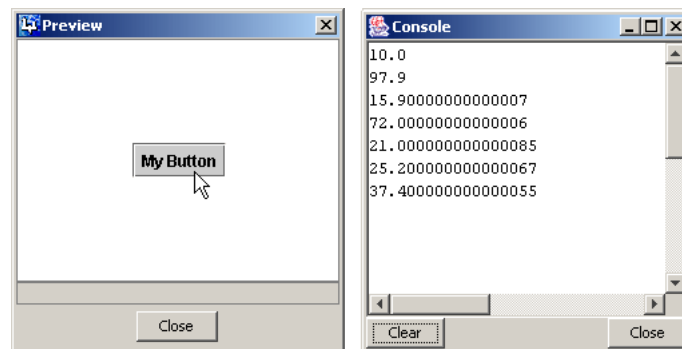 Preview
My Button
Close
Console
10.0
97.9
15.90000000000007
72.00000000000006
21.000000000000085
25.200000000000067
37.400000000000055
Clear
Close